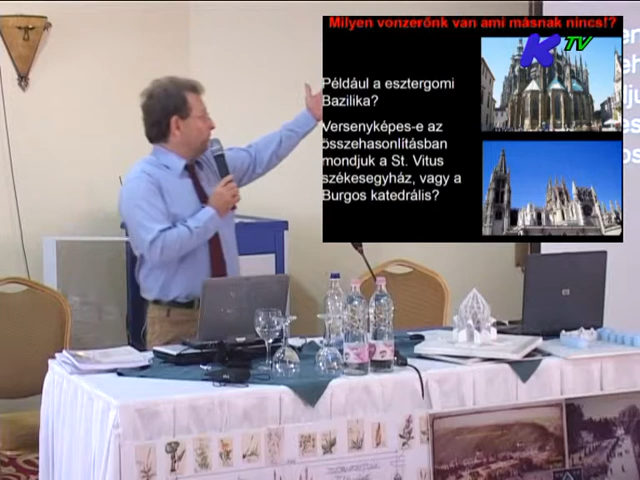 Milyen vonzerőnk van ami másnak nincs!?
K TV
Például a esztergomi
Bazilika?
Versenyképes-e az
összehasonlításban
mondjuk a St. Vitus
székesegyház, vagy a
Burgos katedrális?